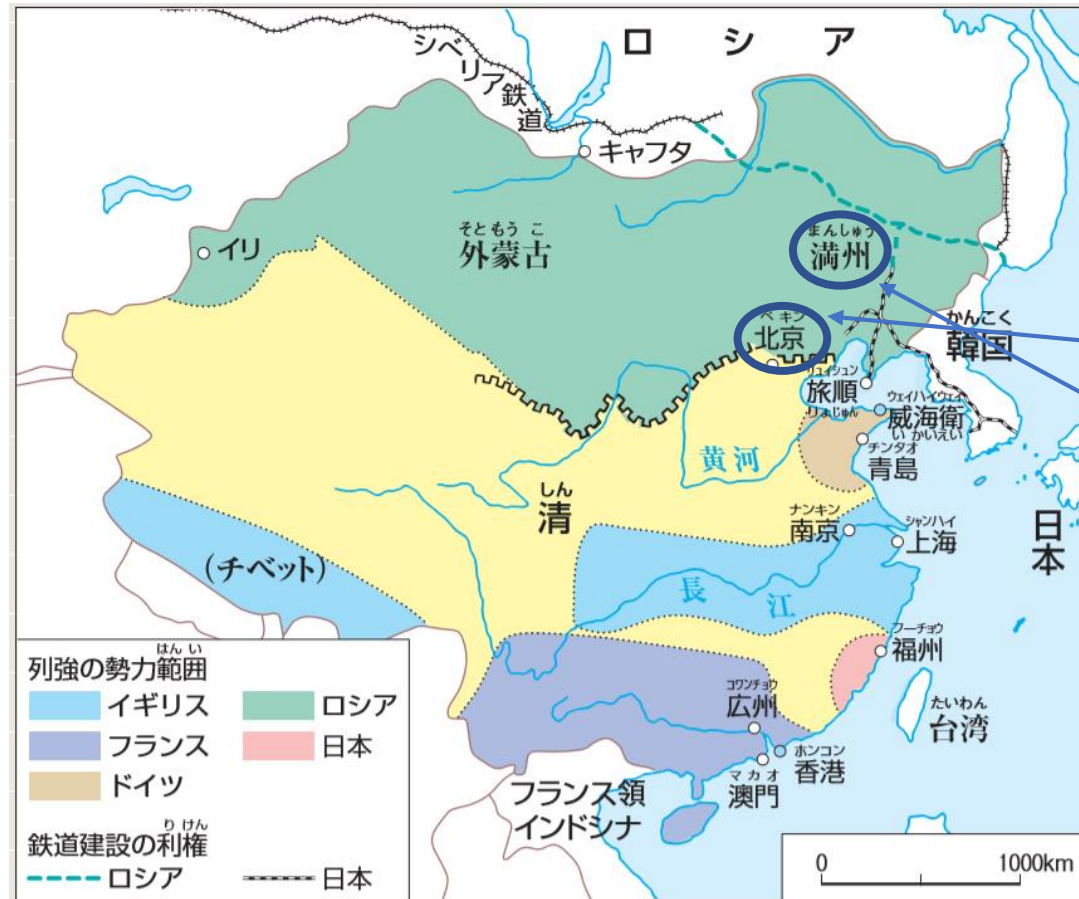 ロシア
シベリア鉄道
キャフタ
イリ
そともうこ
外蒙古
まんしゅう
満州
ペキン
北京
かんこく
韓国
リュイシュン
旅順
りょじゅん
ウェイハイウェイ
威海衛
いかいえい
チンタオ
青島
黄河
しん
清
ナンキン
南京
シャンハイ
上海
日本
(チベット)
長江
フーチョウ
福州
コワンチョウ
広州
たいわん
台湾
ホンコン
香港
マカオ
澳門
フランス領
インドシナ
はんい
列強の勢力範囲
イギリス
ロシア
フランス
日本
ドイツ
りけん
鉄道建設の利権
ロシア
日本
0 1000km